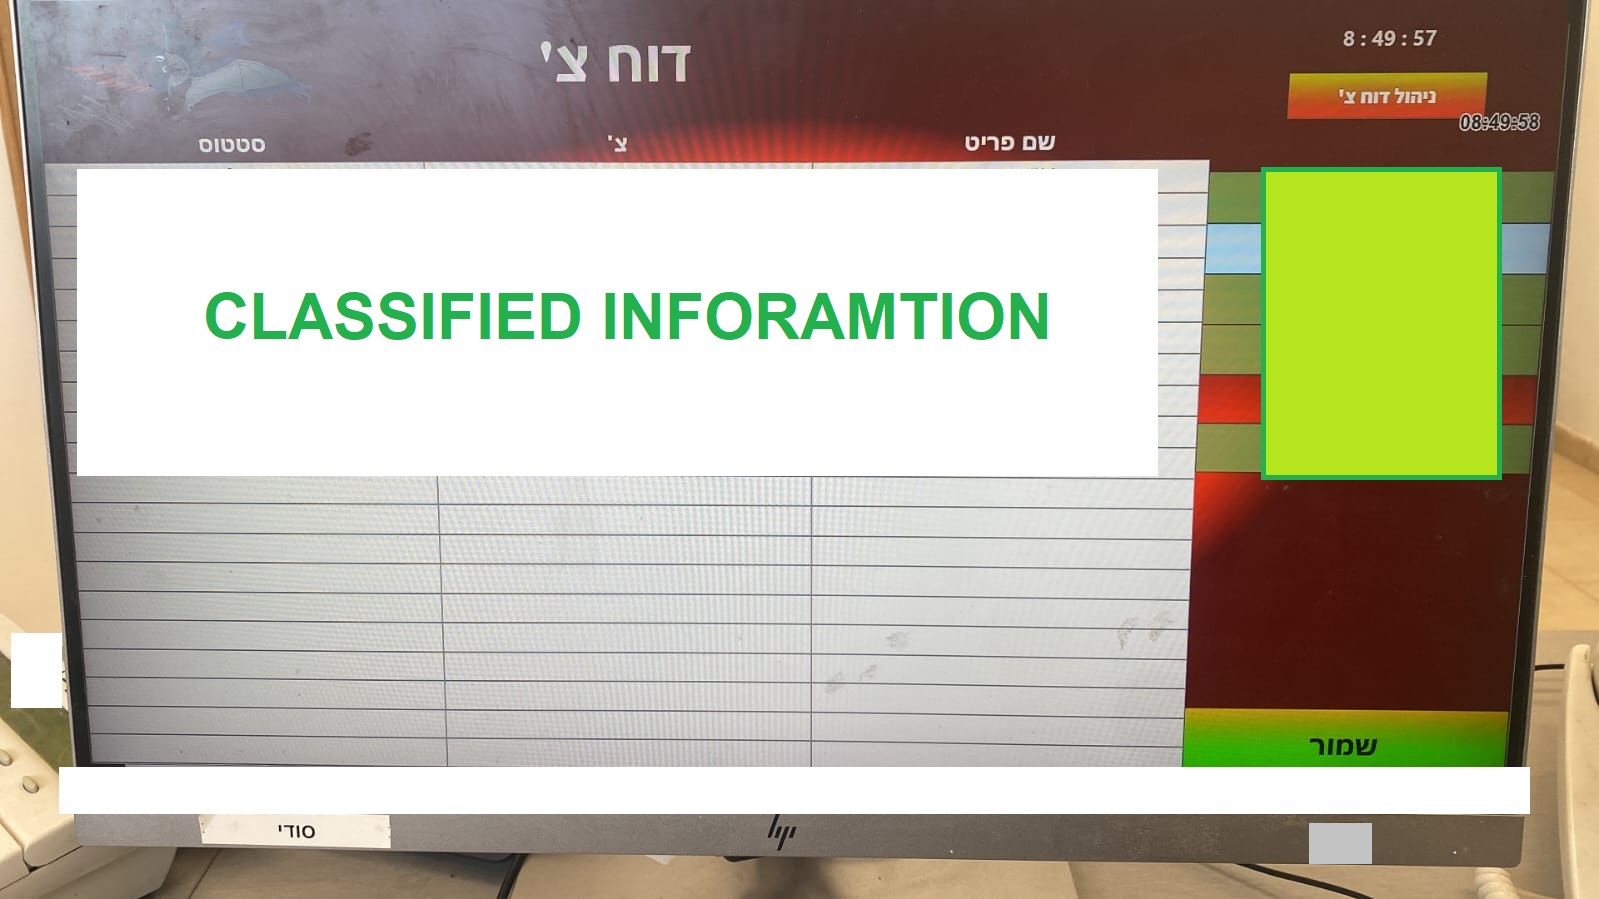 דוח צ'
8 : 49 : 57
ניהול דוח צ'
08:49:58
שם פריט
צ'
סטטוס
CLASSIFIED INFORAMTION
שמור
סודי
hp